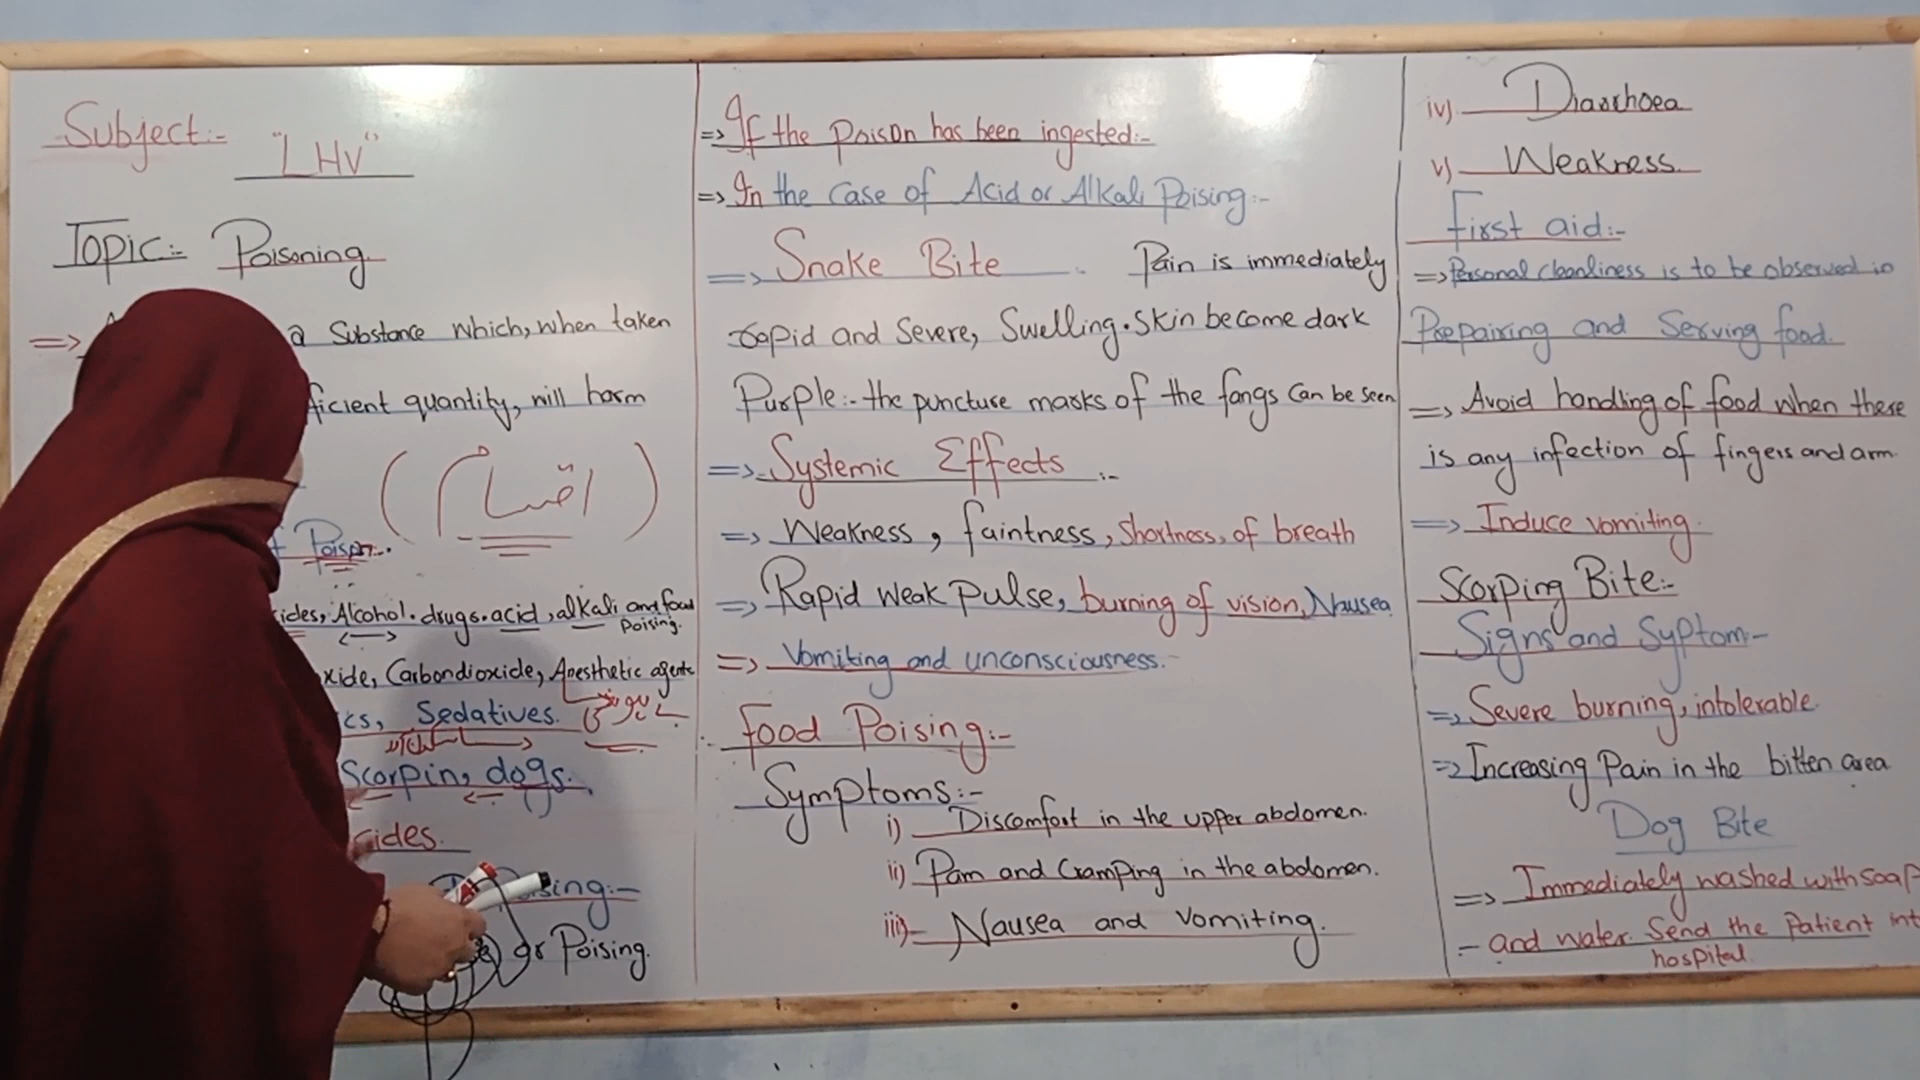 Subject:-
"LHV"
Topic:- Poisoning
=> a Substance which, when taken
ficient quantity, will harm
(اقسام)
Poison.
ides, Alcohol. drugs. acid, alkali and food
Poising.
xide, Carbondioxide, Anesthetic agents
cs, Sedatives.
Scorpin, dogs.
cides.
sing:-
gr Poising.
=> If the Poison has been ingested:-
=> In the Case of Acid or Alkali Poising:-
=> Snake Bite Pain is immediately
rapid and Severe, Swelling. Skin become dark
Purple:- the puncture marks of the fangs Can be seen
=> Systemic Effects :-
=> Weakness, faintness, Shortness, of breath
=> Rapid weak Pulse, burning of vision, Nausea
=> Vomiting and unconsciousness.-
Food Poising:-
Symptoms:-
i) Discomfort in the upper abdomen.
ii) Pam and Cramping in the abdomen.
iii)- Nausea and Vomiting.
iv) Diarrhoea
v) Weakness
First aid:-
=> Personal cleanliness is to be observed in
Prepairing and Serving food.
=> Avoid handling of food when there
is any infection of fingers and arm.
=> Induce vomiting.
Scorping Bite:-
Signs and Syptom:-
=> Severe burning, intolerable.
=> Increasing Pain in the bitten area
Dog Bite
=> Immediately washed with Soap
- and water. Send the Patient int
hospital.